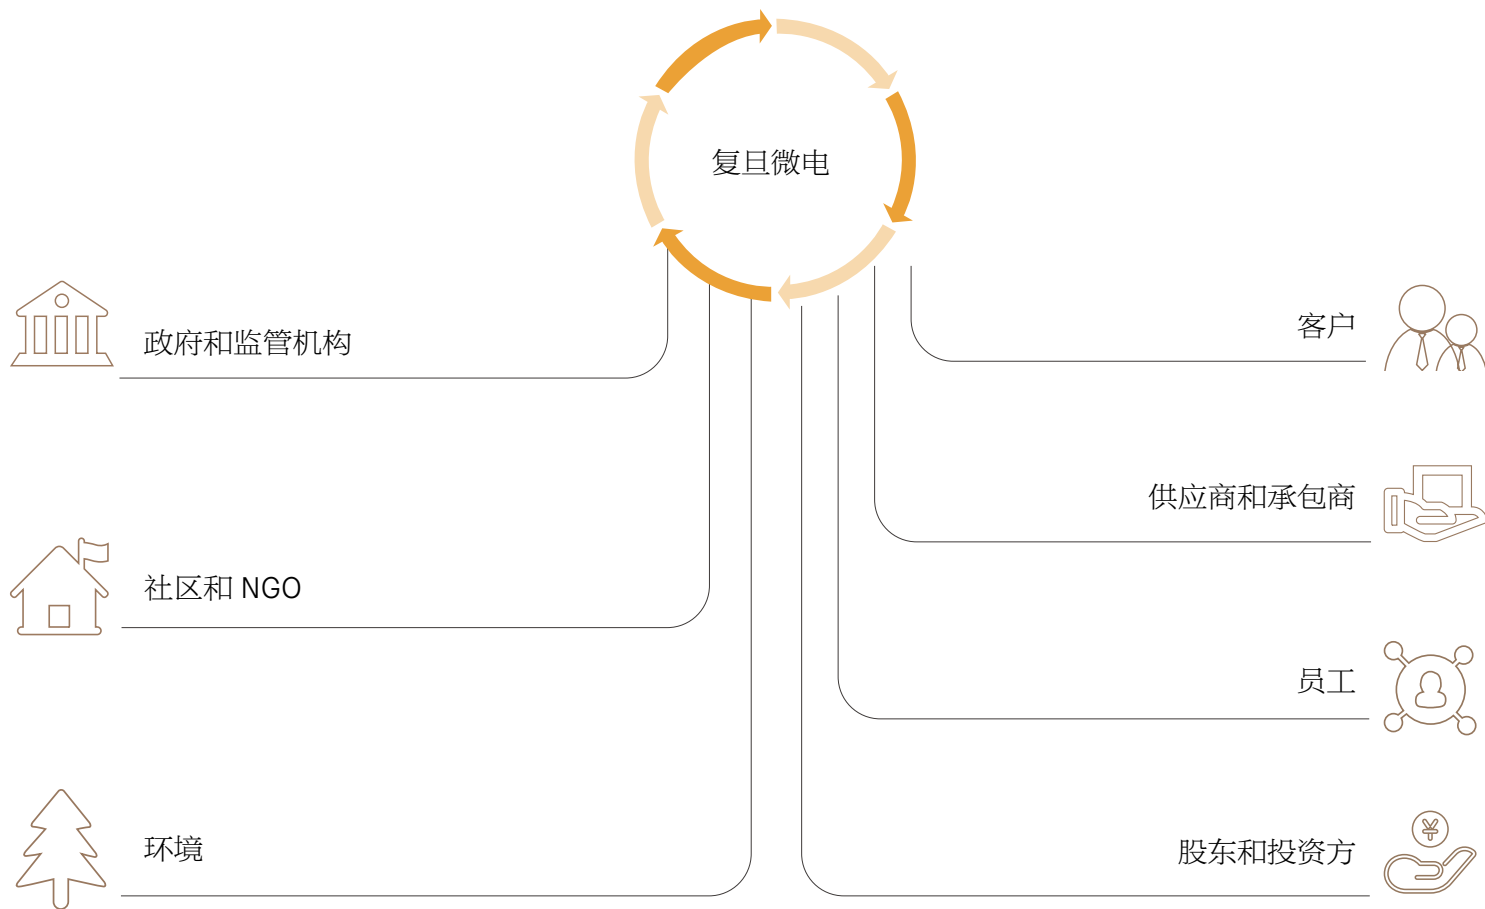 复旦微电
政府和监管机构
社区和 NGO
环境
客户
供应商和承包商
员工
股东和投资方